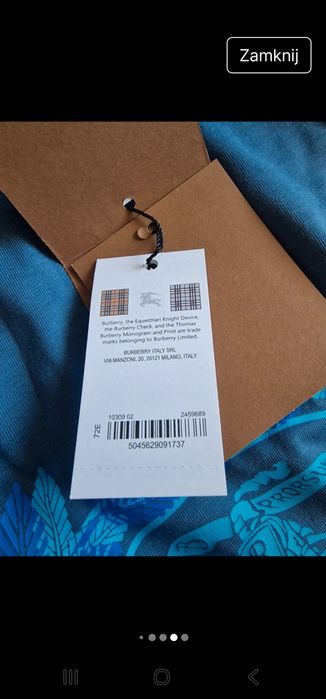 Zamknij
Burberry, the Equestrian Knight Device,
the Burberry Check, and the Thomas
Burberry Monogram and Print are trade
marks belonging to Burberry Limited.
BURBERRY ITALY SRL
VIA MANZONI, 20, 20121 MILANO, ITALY
72E
10309 02 2459689
5045629091737